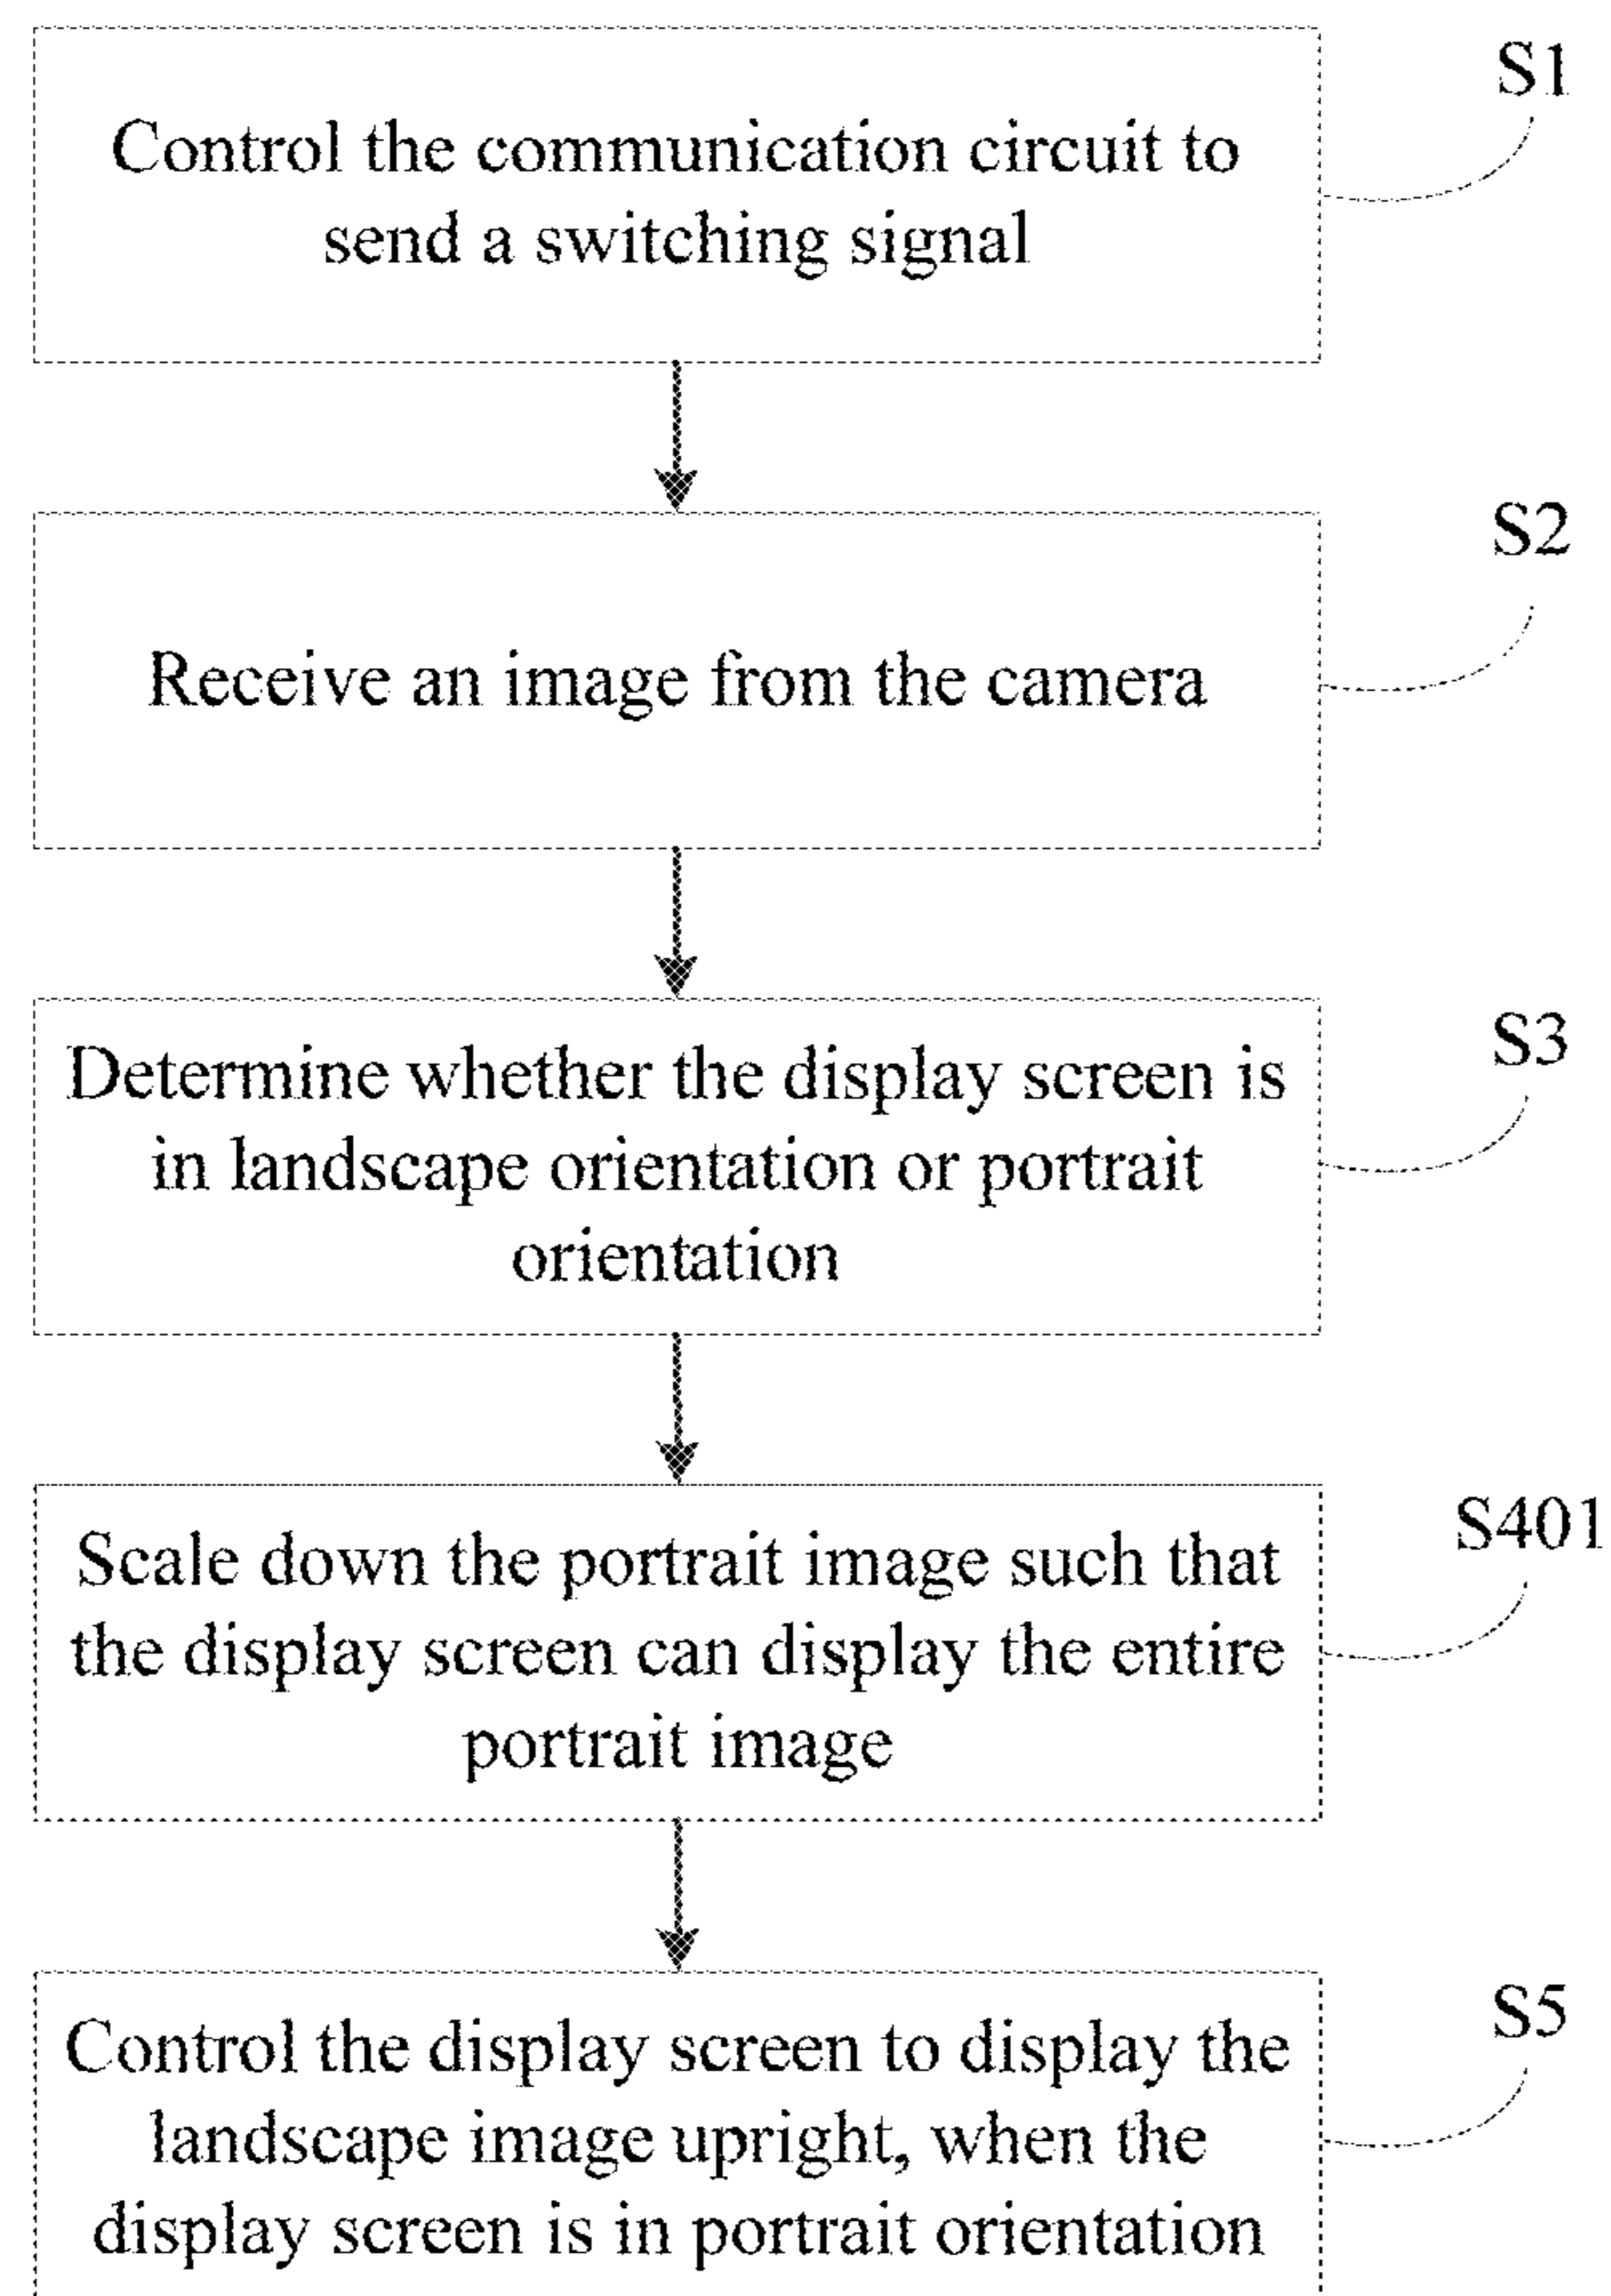 S1
Control the communication circuit to
send a switching signal
S2
Receive an image from the camera
S3
Determine whether the display screen is
in landscape orientation or portrait
orientation
S401
Scale down the portrait image such that
the display screen can display the entire
portrait image
S5
Control the display screen to display the
landscape image upright, when the
display screen is in portrait orientation